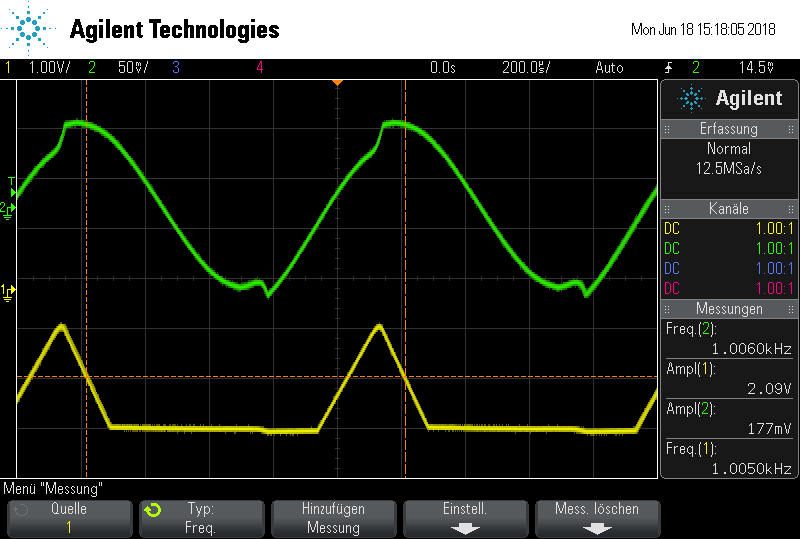 Agilent Technologies
Mon Jun 18 15:18:05 2018
1 1.00V/ 2 50mV/ 3 4 0.0s 200.0µs/ Auto 2 14.5mV
Agilent
Erfassung
Normal
12.5MSa/s
Kanäle
DC 1.00:1
DC 1.00:1
DC 1.00:1
DC 1.00:1
Messungen
Freq.(2):
1.0060kHz
Ampl(1):
2.09V
Ampl(2):
177mV
Freq.(1):
1.0050kHz
T
2
1
Menü "Messung"
Quelle
1
Typ:
Freq.
Hinzufügen
Messung
Einstell.
Mess. löschen